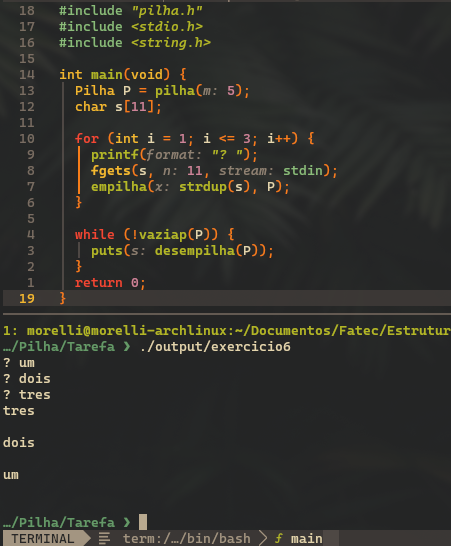 18 #include "pilha.h"
17 #include <stdio.h>
16 #include <string.h>
15
14 int main(void) {
13 Pilha P = pilha(m: 5);
12 char s[11];
11
10 for (int i = 1; i <= 3; i++) {
9 printf(format: "? ");
8 fgets(s, n: 11, stream: stdin);
7 empilha(x: strdup(s), P);
6 }
5
4 while (!vaziap(P)) {
3 puts(s: desempilha(P));
2 }
1 return 0;
19 }
1: morelli@morelli-archlinux:~/Documentos/Fatec/Estrutur
…/Pilha/Tarefa ❯ ./output/exercicio6
? um
? dois
? tres
tres
dois
um
…/Pilha/Tarefa ❯
TERMINAL term:/…/bin/bash > ƒ main